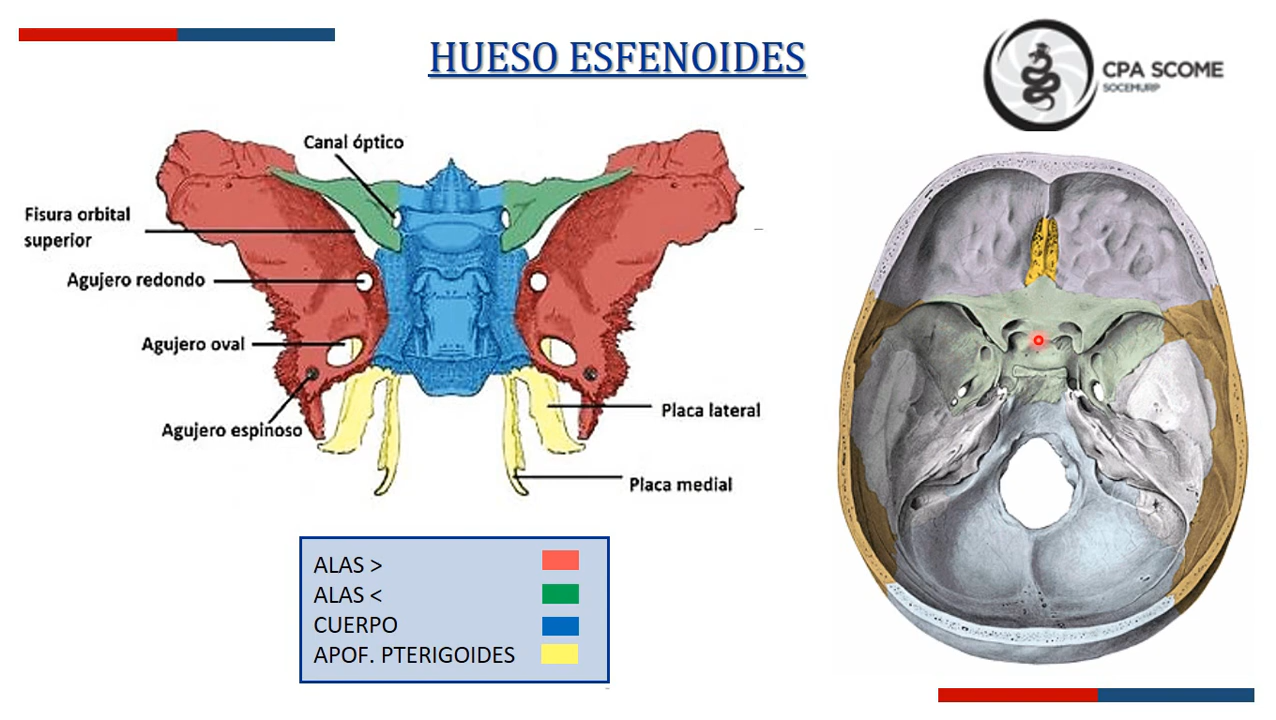 HUESO ESFENOIDES
CPA SCOME
SOCEMURP
Canal óptico
Fisura orbital
superior
Agujero redondo
Agujero oval
Agujero espinoso
Placa lateral
Placa medial
ALAS >
ALAS <
CUERPO
APOF. PTERIGOIDES